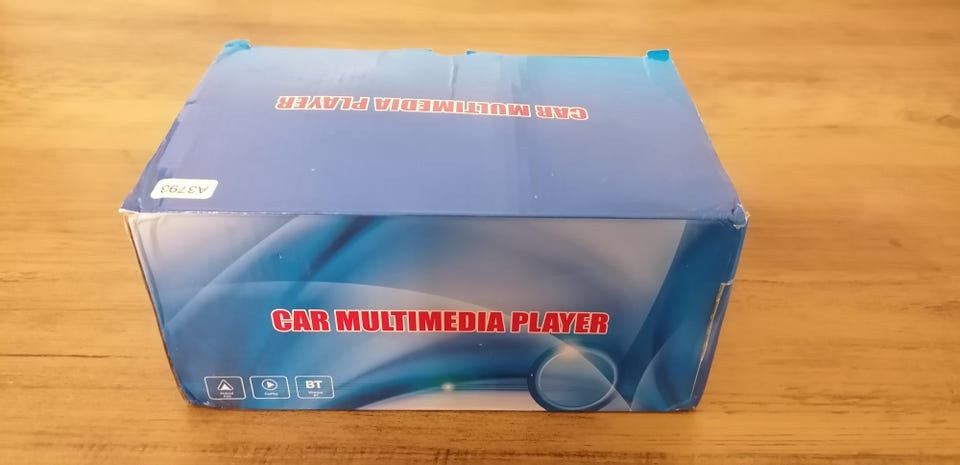 CAR MULTIMEDIA PLAYER
A3793
CAR MULTIMEDIA PLAYER
BT